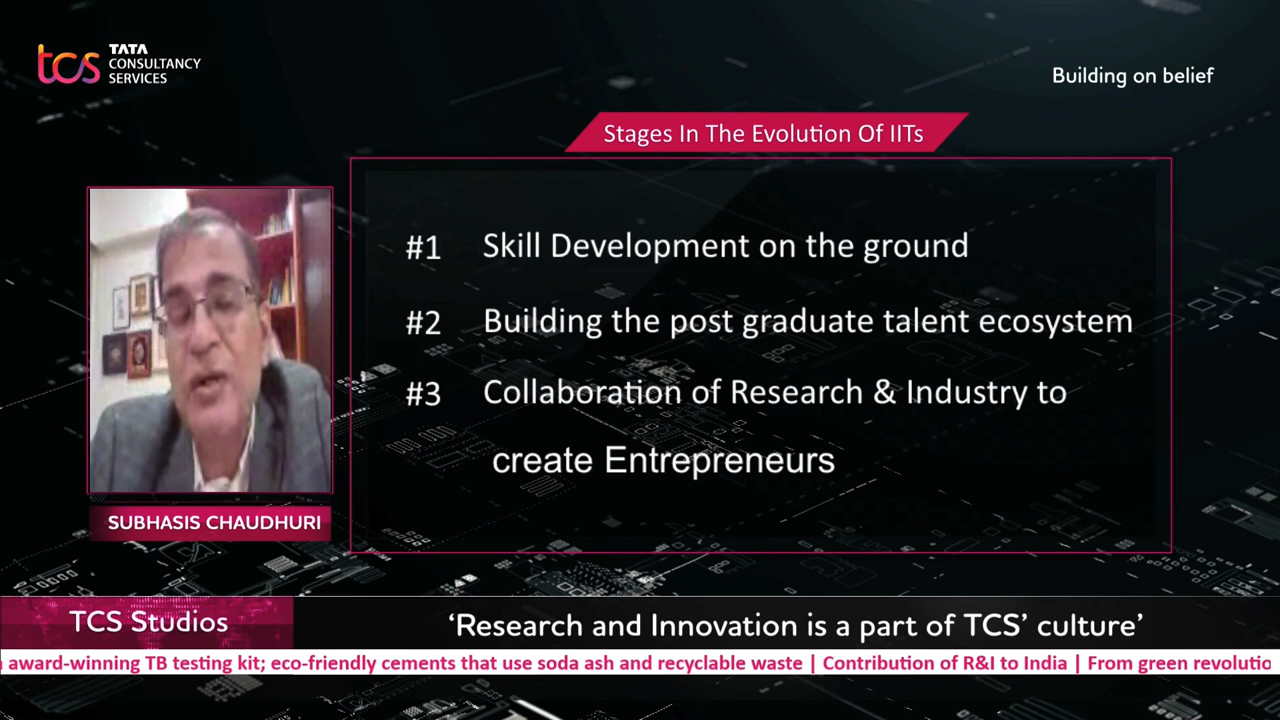 tcs TATA
CONSULTANCY
SERVICES
Building on belief
Stages In The Evolution Of IITs
#1 Skill Development on the ground
#2 Building the post graduate talent ecosystem
#3 Collaboration of Research & Industry to
create Entrepreneurs
SUBHASIS CHAUDHURI
TCS Studios
‘Research and Innovation is a part of TCS’ culture’
award-winning TB testing kit; eco-friendly cements that use soda ash and recyclable waste | Contribution of R&I to India | From green revolutio